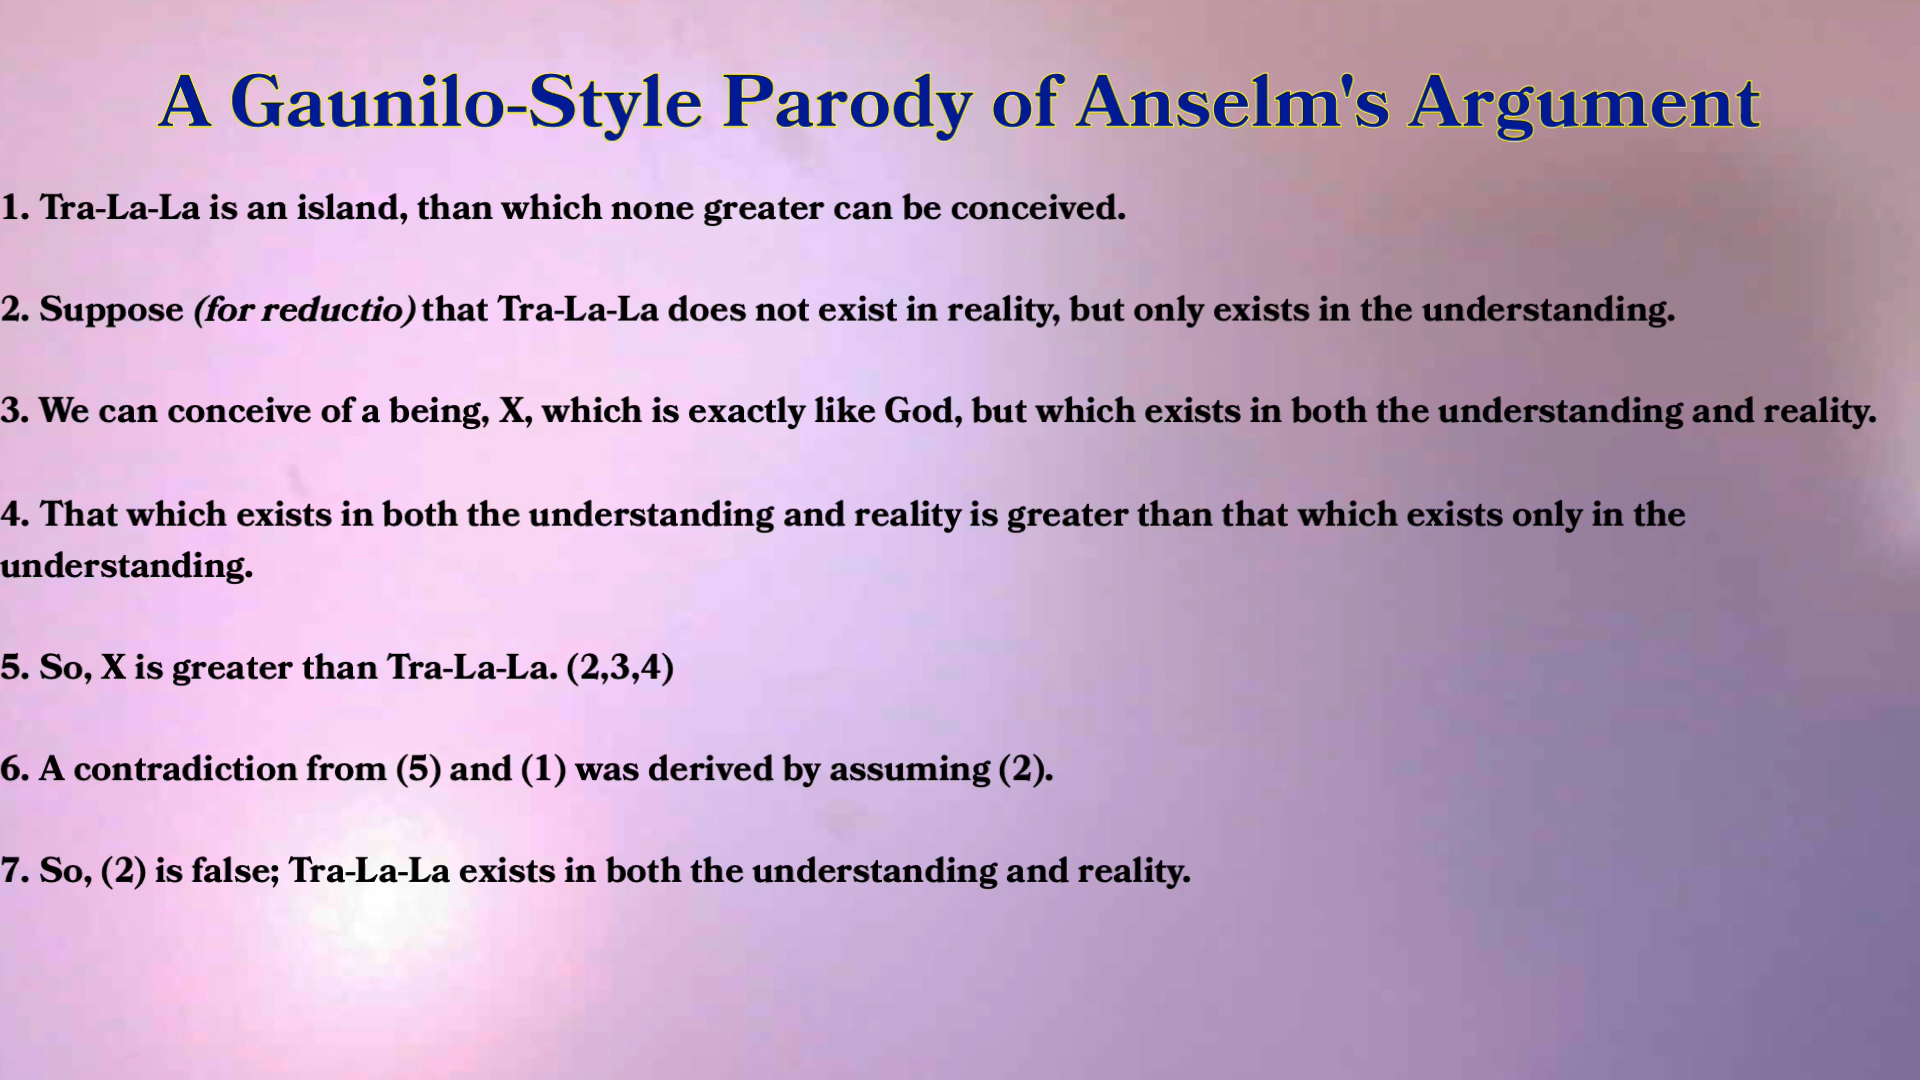 A Gaunilo-Style Parody of Anselm's Argument
1. Tra-La-La is an island, than which none greater can be conceived.
2. Suppose (for reductio) that Tra-La-La does not exist in reality, but only exists in the understanding.
3. We can conceive of a being, X, which is exactly like God, but which exists in both the understanding and reality.
4. That which exists in both the understanding and reality is greater than that which exists only in the
understanding.
5. So, X is greater than Tra-La-La. (2,3,4)
6. A contradiction from (5) and (1) was derived by assuming (2).
7. So, (2) is false; Tra-La-La exists in both the understanding and reality.